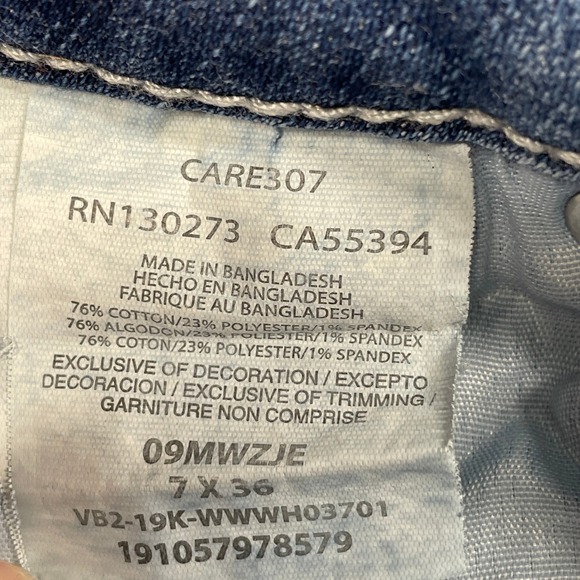 CARE307
RN130273 CA55394
MADE IN BANGLADESH
HECHO EN BANGLADESH
FABRIQUE AU BANGLADESH
76% COTTON/23% POLYESTER/1% SPANDEX
76% ALGODON/23% POLIESTER/1% SPANDEX
76% COTON/23% POLYESTER/1% SPANDEX
EXCLUSIVE OF DECORATION / EXCEPTO
DECORACION / EXCLUSIVE OF TRIMMING /
GARNITURE NON COMPRISE
09MWZJE
7 X 36
VB2-19K-WWWH03701
191057978579